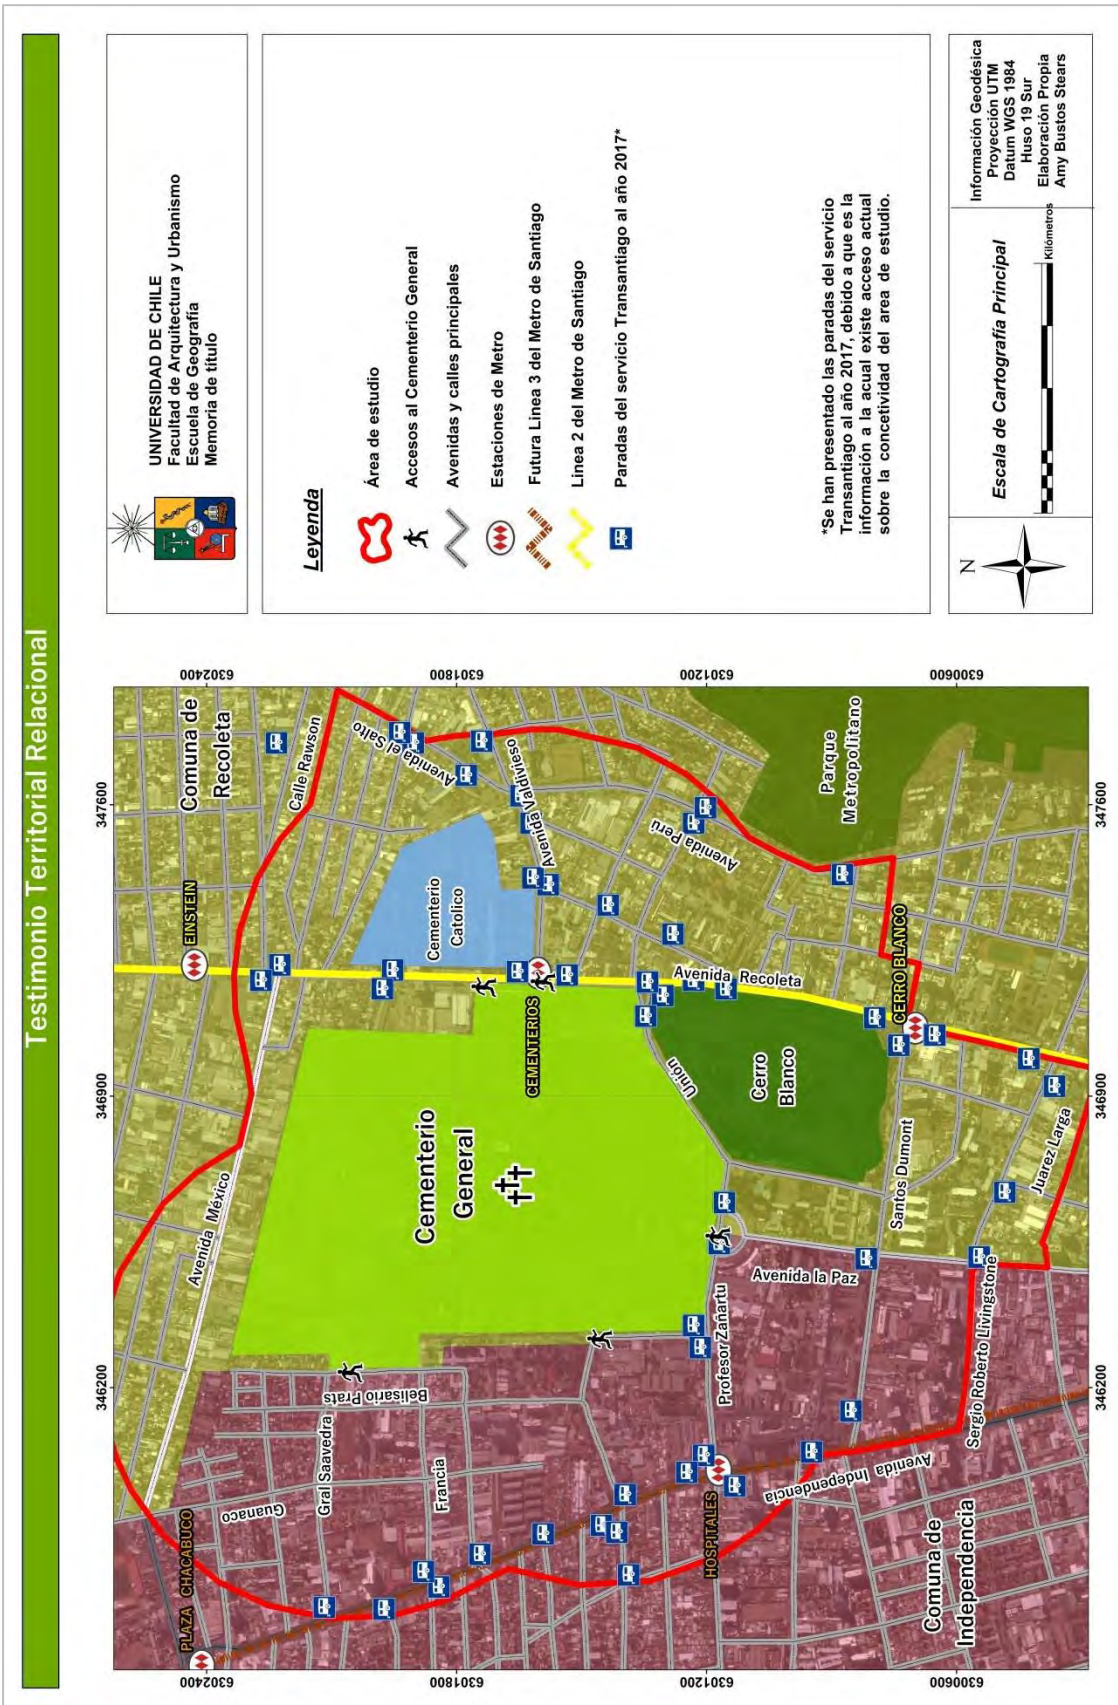 Testimonio Territorial Relacional
346200
346900
347600
6302400
6301800
6301200
6300600
PLAZA CHACABUCO
EINSTEIN
Comuna de
Recoleta
Avenida México
Calle Rawson
Guanaco
Gral Saavedra
Belisario Prats
Francia
Avenida el Salto
Cementerio
General
Cementerio
Catolico
CEMENTERIOS
Avenida Valdivieso
Avenida Perú
Unión
Avenida Recoleta
Profesor Zañartu
HOSPITALES
Avenida la Paz
Cerro
Blanco
Parque
Metropolitano
Avenida Independencia
Santos Dumont
CERRO BLANCO
Sergio Roberto Livingstone
Juarez Larga
Comuna de
Independencia
6302400
6301800
6301200
6300600
346200
346900
347600
UNIVERSIDAD DE CHILE
Facultad de Arquitectura y Urbanismo
Escuela de Geografía
Memoria de título
Leyenda
Área de estudio
Accesos al Cementerio General
Avenidas y calles principales
Estaciones de Metro
Futura Linea 3 del Metro de Santiago
Linea 2 del Metro de Santiago
Paradas del servicio Transantiago al año 2017*
*Se han presentado las paradas del servicio
Transantiago al año 2017, debido a que es la
información a la acual existe acceso actual
sobre la concetividad del area de estudio.
N
Escala de Cartografía Principal
Kilómetros
Información Geodésica
Proyección UTM
Datum WGS 1984
Huso 19 Sur
Elaboración Propia
Amy Bustos Stears